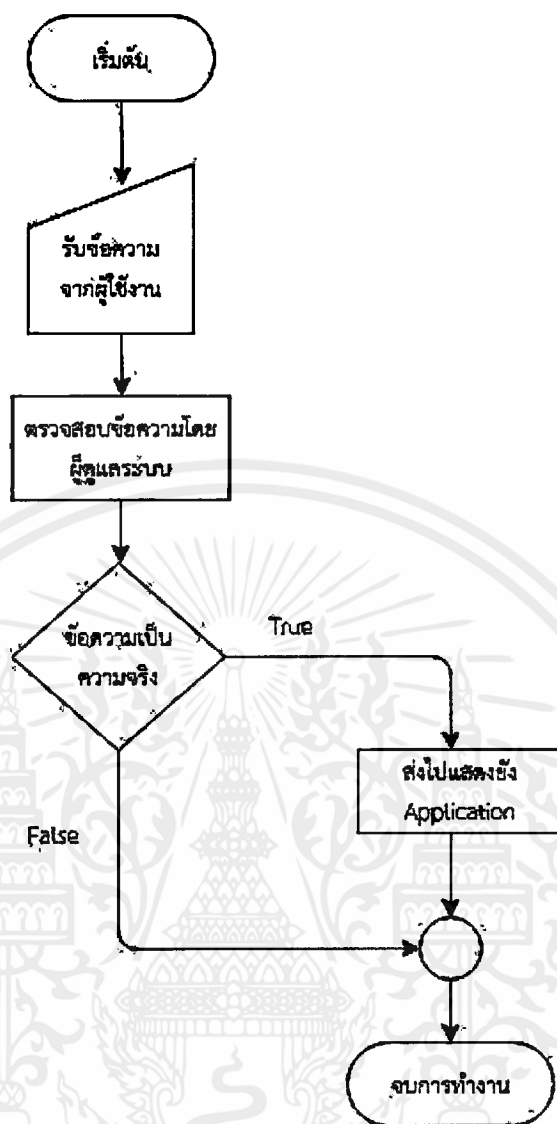 เริ่มต้น
รับข้อความ
จากผู้ใช้งาน
ตรวจสอบข้อความโดย
ผู้ดูแลระบบ
ข้อความเป็น
ความจริง
True
ส่งไปแสดงยัง
Application
False
จบการทำงาน